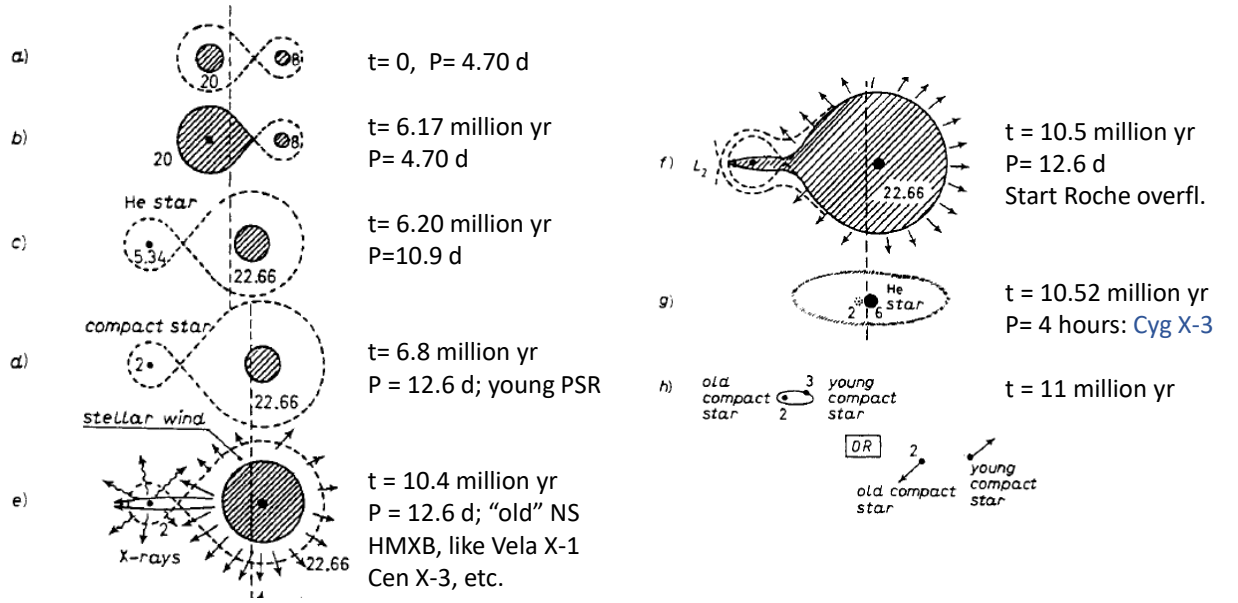 a)
20
8
t= 0,  P= 4.70 d
b)
20
8
t= 6.17 million yr
P= 4.70 d
He star
c)
5.34
22.66
t= 6.20 million yr
P=10.9 d
compact star
d)
2
22.66
t= 6.8 million yr
P = 12.6 d; young PSR
stellar wind
e)
2
X-rays
22.66
t = 10.4 million yr
P = 12.6 d; “old” NS
HMXB, like Vela X-1
Cen X-3, etc.
f)
L2
22.66
t = 10.5 million yr
P= 12.6 d
Start Roche overfl.
g)
He
star
2
6
t = 10.52 million yr
P= 4 hours: Cyg X-3
h)
old
compact
star
3
2
young
compact
star
t = 11 million yr
OR
2
old compact
star
young
compact
star